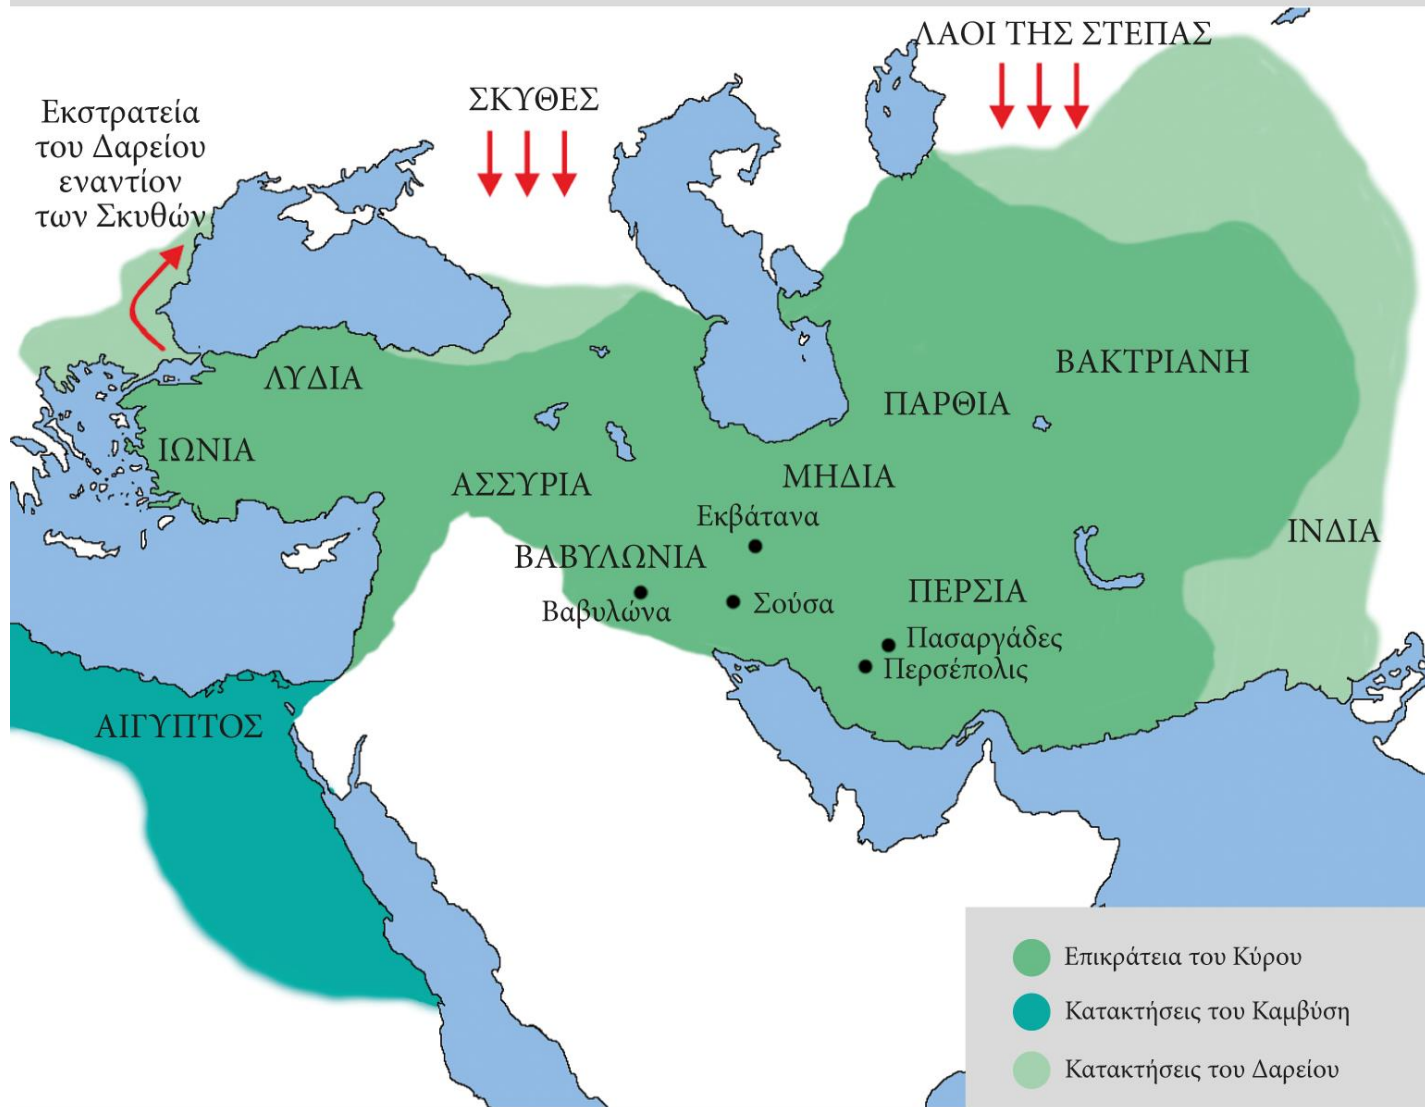 ΛΑΟΙ ΤΗΣ ΣΤΕΠΑΣ
ΣΚΥΘΕΣ
Εκστρατεία
του Δαρείου
εναντίον
των Σκυθών
ΛΥΔΙΑ
ΒΑΚΤΡΙΑΝΗ
ΠΑΡΘΙΑ
ΙΩΝΙΑ
ΑΣΣΥΡΙΑ
ΜΗΔΙΑ
Εκβάτανα
ΙΝΔΙΑ
ΒΑΒΥΛΩΝΙΑ
Βαβυλώνα
Σούσα
ΠΕΡΣΙΑ
Πασαργάδες
Περσέπολις
ΑΙΓΥΠΤΟΣ
Επικράτεια του Κύρου
Κατακτήσεις του Καμβύση
Κατακτήσεις του Δαρείου